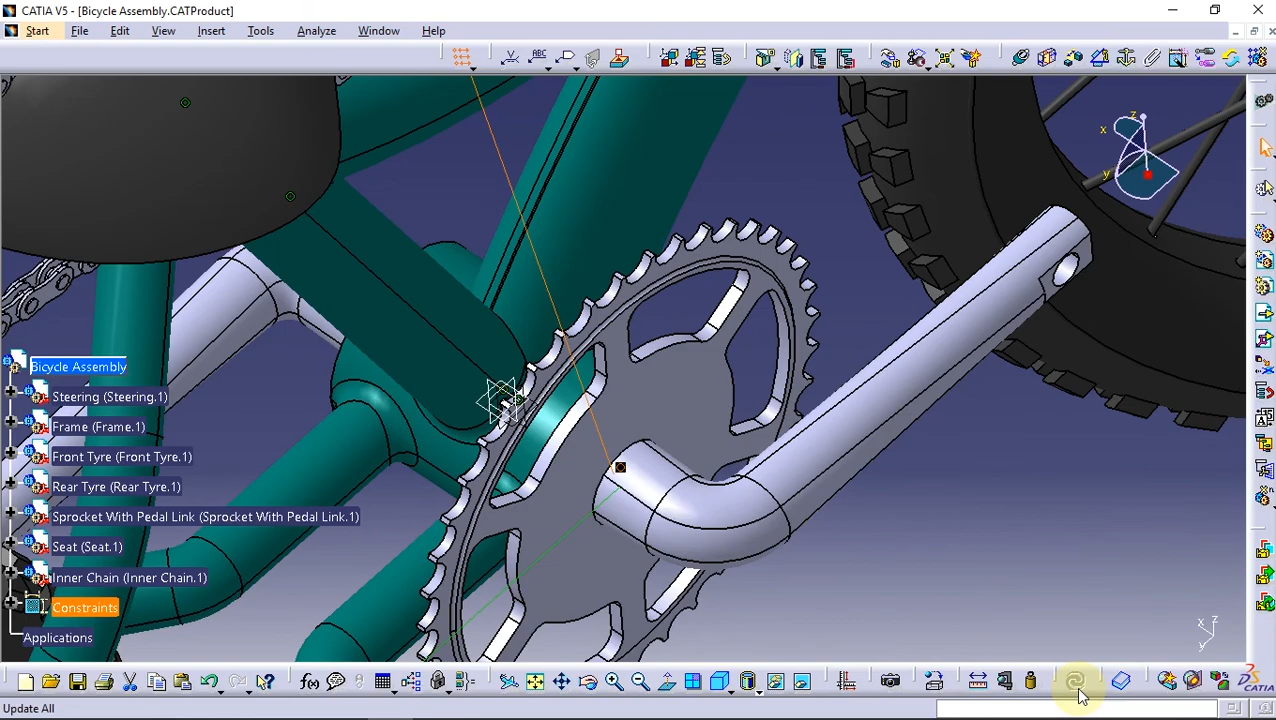 CATIA V5 - [Bicycle Assembly.CATProduct]
Start File Edit View Insert Tools Analyze Window Help
ABC
z
x
y
Bicycle Assembly
Steering (Steering.1)
Frame (Frame.1)
Front Tyre (Front Tyre.1)
Rear Tyre (Rear Tyre.1)
Sprocket With Pedal Link (Sprocket With Pedal Link.1)
Seat (Seat.1)
Inner Chain (Inner Chain.1)
Constraints
Applications
x z
y
f(x)
CATIA
Update All